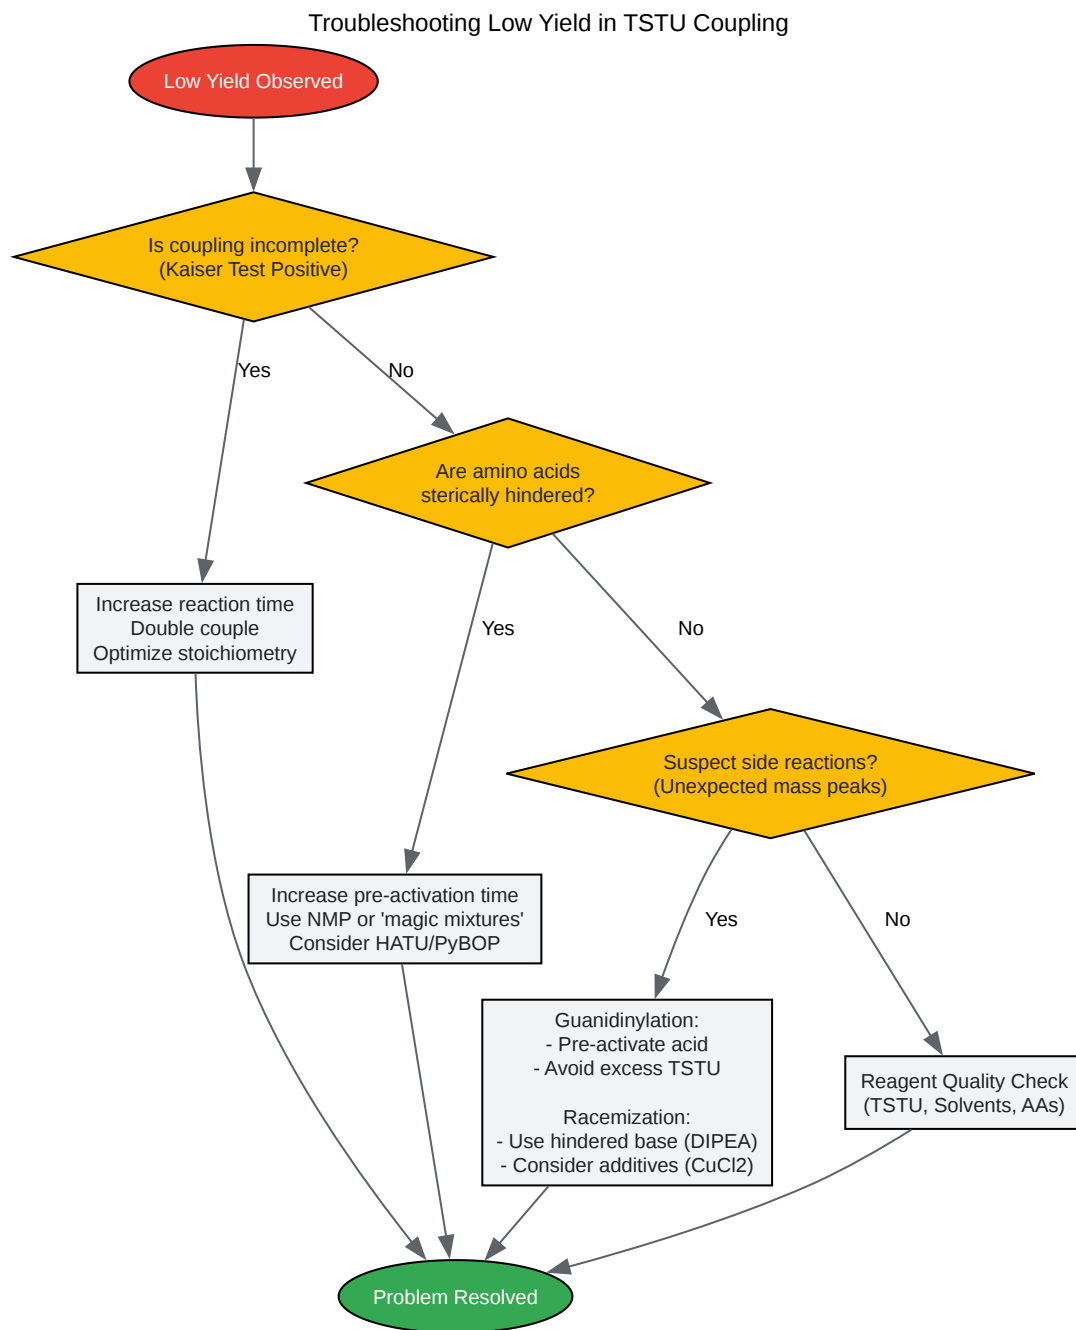 Troubleshooting Low Yield in TSTU Coupling
Low Yield Observed
Is coupling incomplete?
(Kaiser Test Positive)
Yes
No
Are amino acids
sterically hindered?
Increase reaction time
Double couple
Optimize stoichiometry
Yes
No
Suspect side reactions?
(Unexpected mass peaks)
Increase pre-activation time
Use NMP or 'magic mixtures'
Consider HATU/PyBOP
Yes
No
Guanidinylation:
- Pre-activate acid
- Avoid excess TSTU
Racemization:
- Use hindered base (DIPEA)
- Consider additives (CuCl2)
Reagent Quality Check
(TSTU, Solvents, AAs)
Problem Resolved